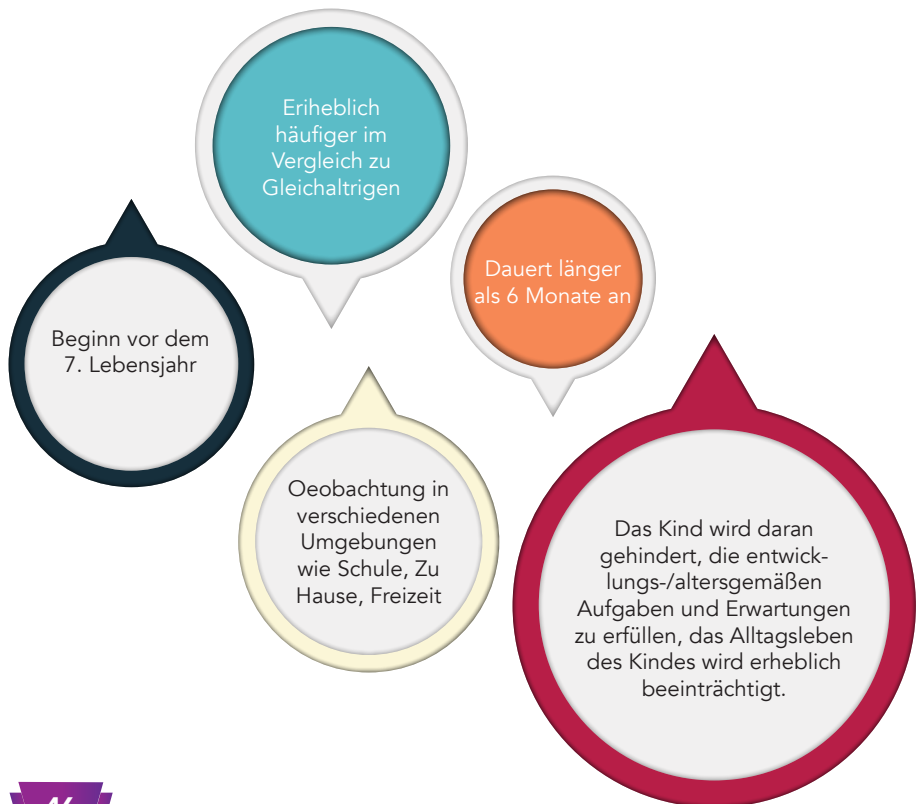 Eriheblich
häufiger im
Vergleich zu
Gleichaltrigen
Dauert länger
als 6 Monate an
Beginn vor dem
7. Lebensjahr
Oeobachtung in
verschiedenen
Umgebungen
wie Schule, Zu
Hause, Freizeit
Das Kind wird daran
gehindert, die entwick-
lungs-/altersgemäßen
Aufgaben und Erwartungen
zu erfüllen, das Alltagsleben
des Kindes wird erheblich
beeinträchtigt.